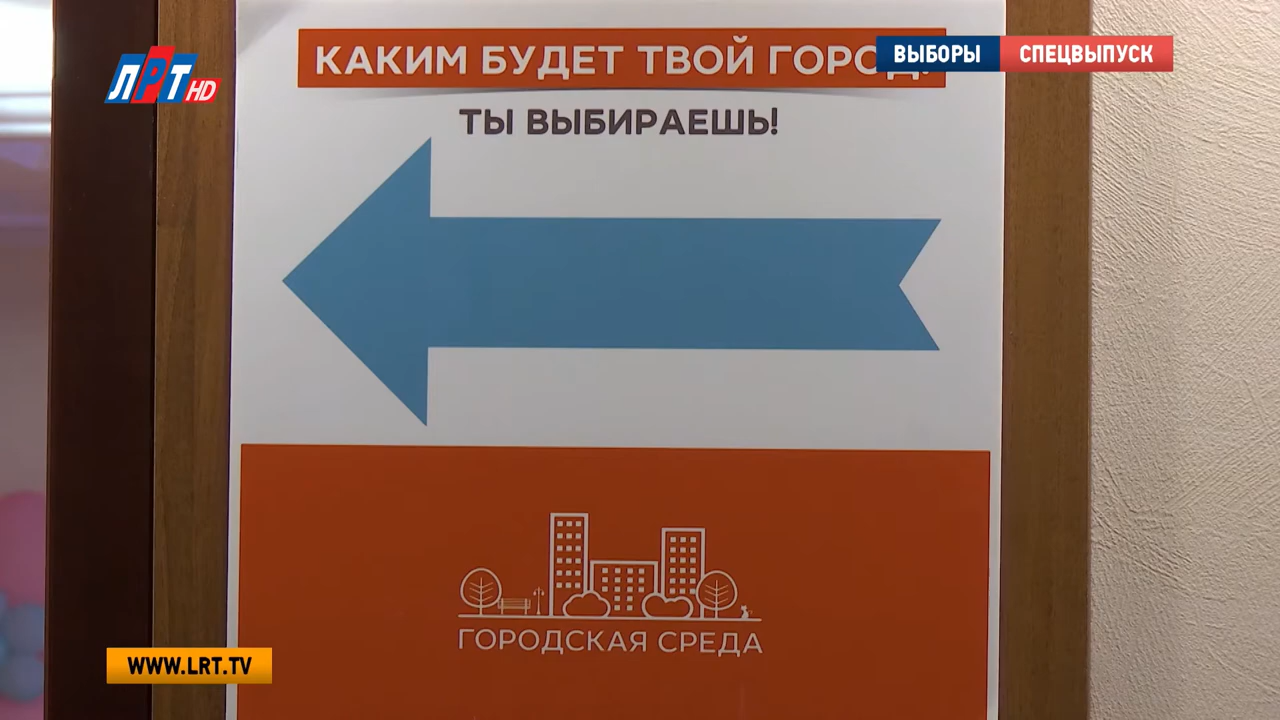 ЛРТ HD
ВЫБОРЫ СПЕЦВЫПУСК
КАКИМ БУДЕТ ТВОЙ ГОРОД?
ТЫ ВЫБИРАЕШЬ!
ГОРОДСКАЯ СРЕДА
WWW.LRT.TV